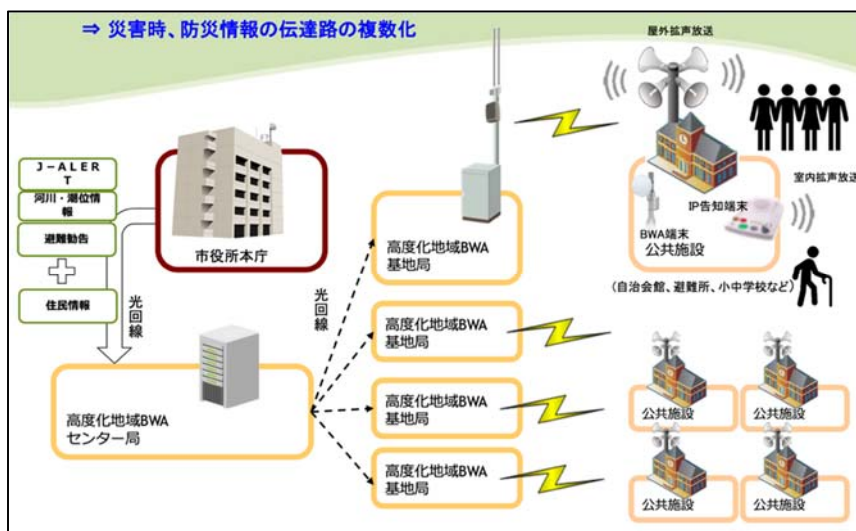 ⇒ 災害時、防災情報の伝達路の複数化
屋外拡声放送
J－ALER
T
河川・潮位情
報
避難勧告
住民情報
市役所本庁
光回線
光回線
高度化地域BWA
センター局
高度化地域BWA
基地局
高度化地域BWA
基地局
高度化地域BWA
基地局
高度化地域BWA
基地局
室内拡声放送
IP告知端末
BWA端末
公共施設
（自治会館、避難所、小中学校など）
公共施設
公共施設
公共施設
公共施設